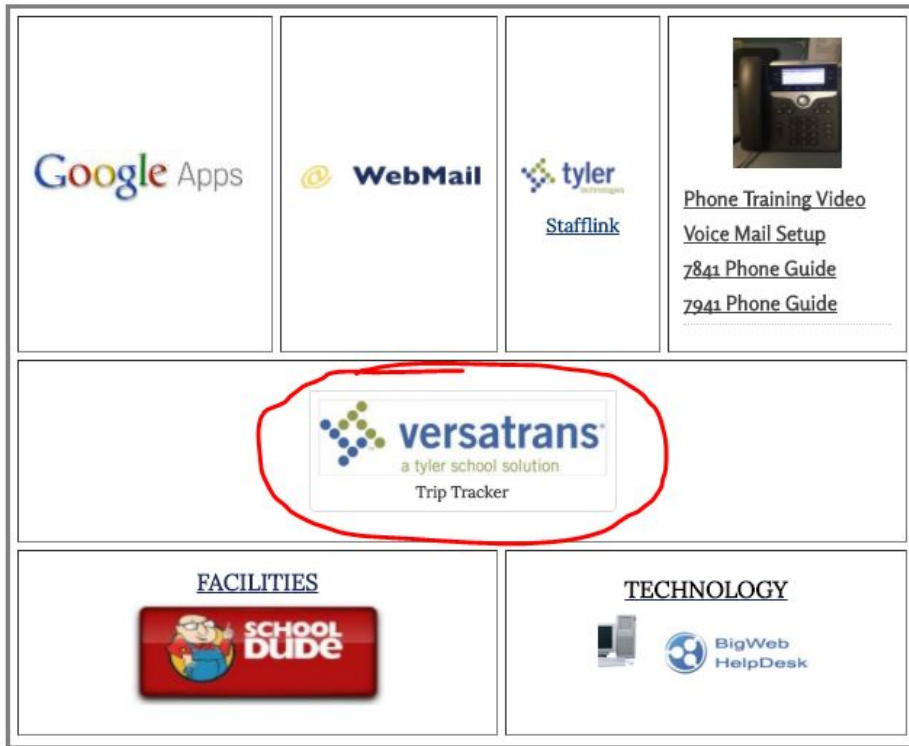 Google Apps
@ WebMail
tyler
technologies
Stafflink
Phone Training Video
Voice Mail Setup
7841 Phone Guide
7941 Phone Guide
versatrans
a tyler school solution
Trip Tracker
FACILITIES
SCHOOL
DUDE
TECHNOLOGY
BigWeb
HelpDesk